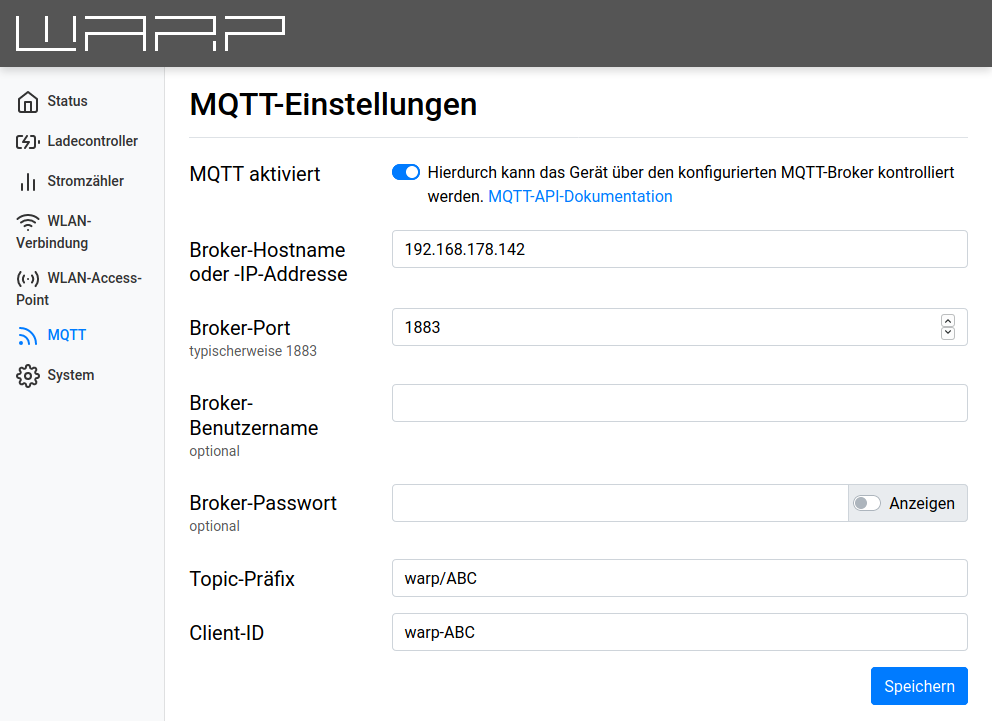 WARP
Status
Ladecontroller
Stromzähler
WLAN-
Verbindung
WLAN-Access-
Point
MQTT
System
MQTT-Einstellungen
MQTT aktiviert
Hierdurch kann das Gerät über den konfigurierten MQTT-Broker kontrolliert
werden. MQTT-API-Dokumentation
Broker-Hostname
oder -IP-Addresse
192.168.178.142
Broker-Port
typischerweise 1883
1883
Broker-
Benutzername
optional
Broker-Passwort
optional
Anzeigen
Topic-Präfix
warp/ABC
Client-ID
warp-ABC
Speichern